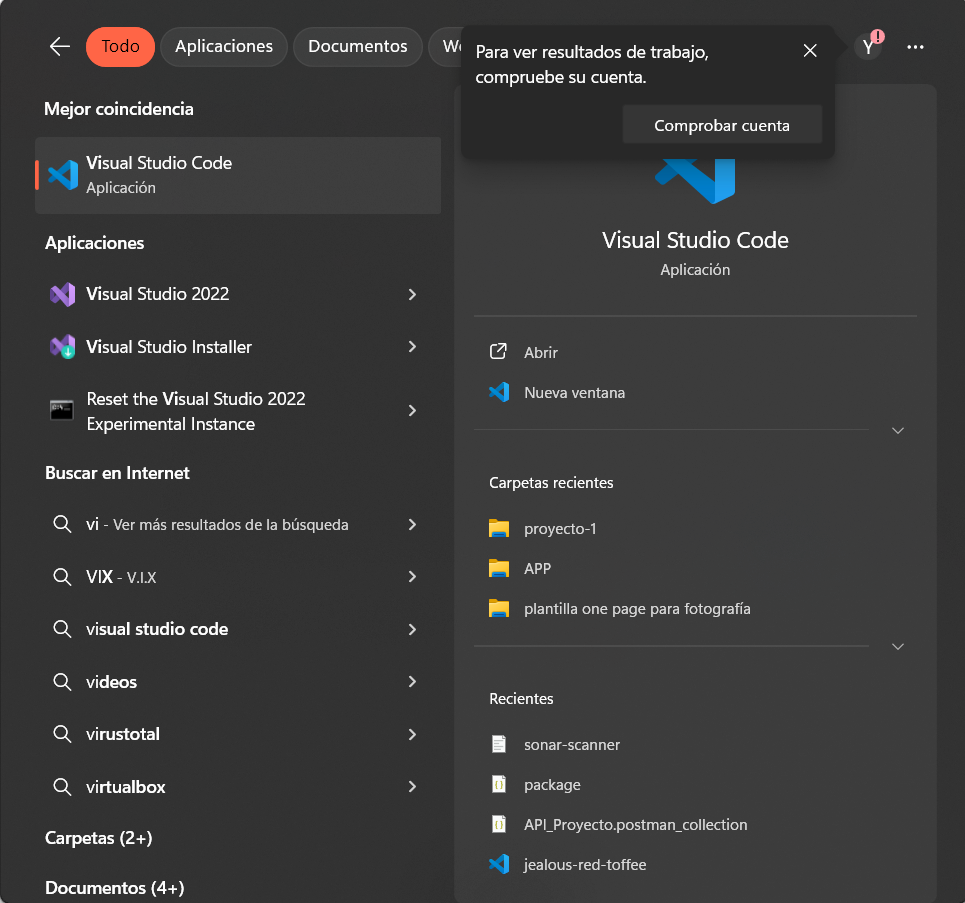 Todo
Aplicaciones
Documentos
Para ver resultados de trabajo,
compruebe su cuenta.
Comprobar cuenta
Y
!
Mejor coincidencia
Visual Studio Code
Aplicación
Aplicaciones
Visual Studio 2022
Visual Studio Installer
Reset the Visual Studio 2022
Experimental Instance
Buscar en Internet
vi - Ver más resultados de la búsqueda
VIX - V.I.X
visual studio code
videos
virustotal
virtualbox
Carpetas (2+)
Documentos (4+)
Visual Studio Code
Aplicación
Abrir
Nueva ventana
Carpetas recientes
proyecto-1
APP
plantilla one page para fotografía
Recientes
sonar-scanner
package
API_Proyecto.postman_collection
jealous-red-toffee